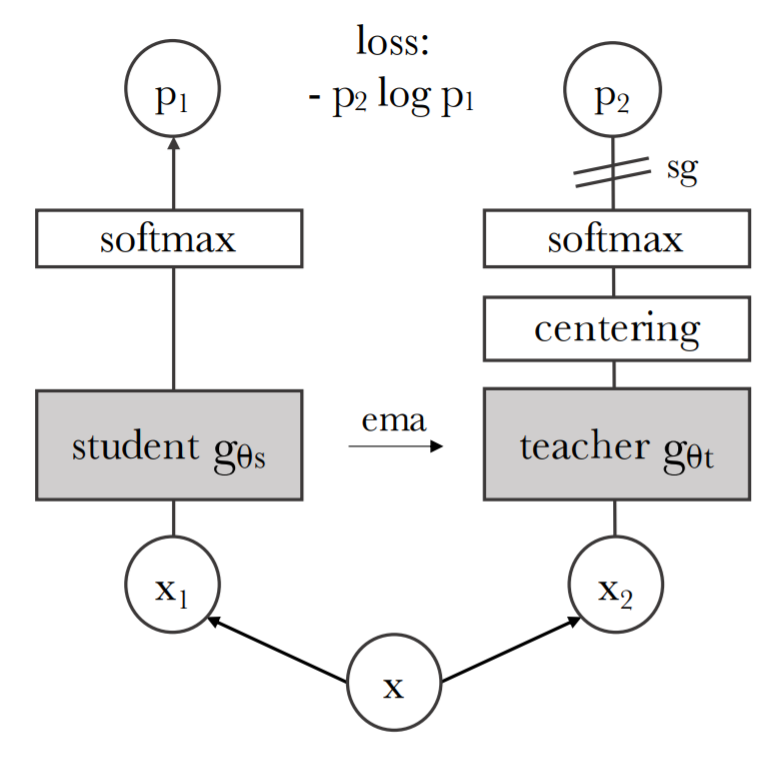 loss:
- p₂ log p₁
p₁
p₂
sg
softmax
softmax
centering
student gθs
ema
teacher gθt
x₁
x₂
x